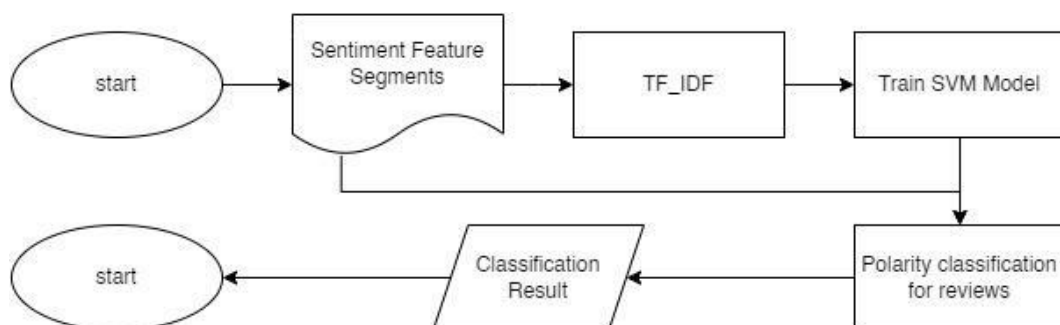 start
Sentiment Feature
Segments
TF_IDF
Train SVM Model
start
Classification
Result
Polarity classification
for reviews